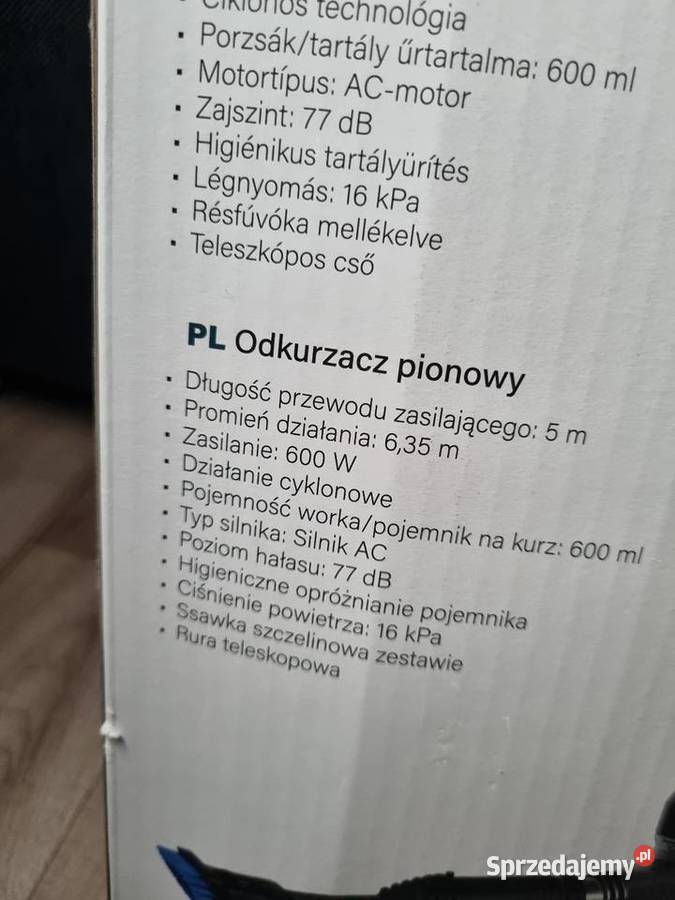 · Ciklonos technológia
· Porzsák/tartály űrtartalma: 600 ml
· Motortípus: AC-motor
· Zajszint: 77 dB
· Higiénikus tartályürítés
· Légnyomás: 16 kPa
· Résfúvóka mellékelve
· Teleszkópos cső
PL Odkurzacz pionowy
· Długość przewodu zasilającego: 5 m
· Promień działania: 6,35 m
· Zasilanie: 600 W
· Działanie cyklonowe
· Pojemność worka/pojemnik na kurz: 600 ml
· Typ silnika: Silnik AC
· Poziom hałasu: 77 dB
· Higieniczne opróżnianie pojemnika
· Ciśnienie powietrza: 16 kPa
· Ssawka szczelinowa zestawie
· Rura teleskopowa
Sprzedajemy.pl